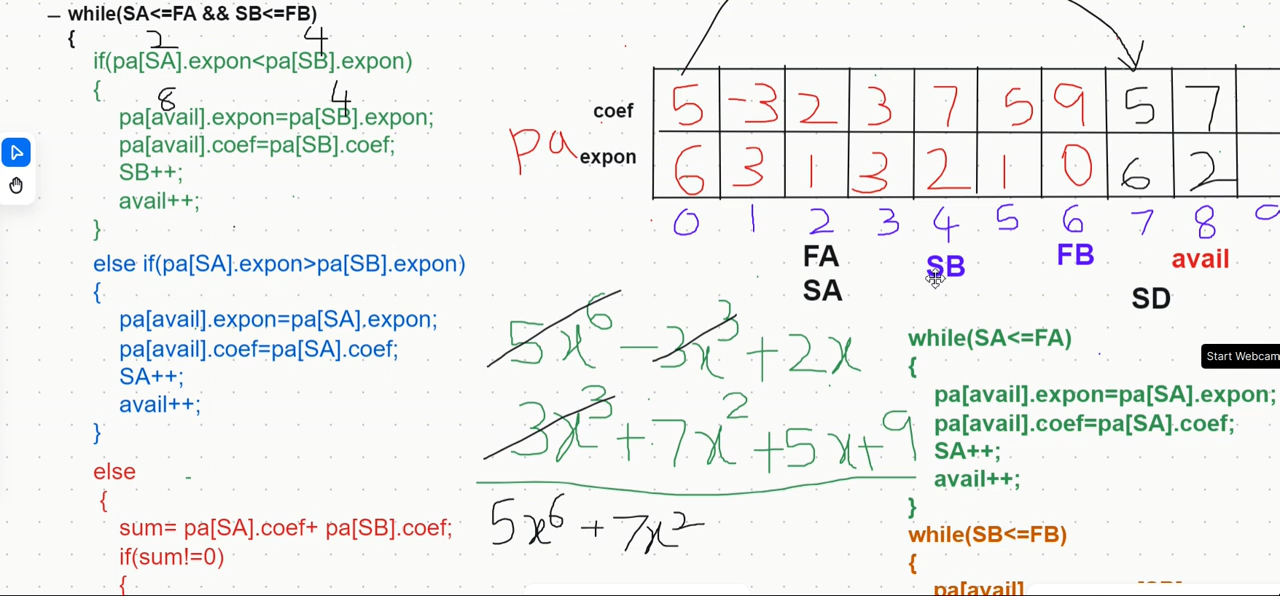 – while(SA<=FA && SB<=FB)
{
2 4
if(pa[SA].expon<pa[SB].expon)
{
8 4
pa[avail].expon=pa[SB].expon;
pa[avail].coef=pa[SB].coef;
SB++;
avail++;
}
else if(pa[SA].expon>pa[SB].expon)
{
pa[avail].expon=pa[SA].expon;
pa[avail].coef=pa[SA].coef;
SA++;
avail++;
}
else
{
sum= pa[SA].coef+ pa[SB].coef;
if(sum!=0)
{
pa
coef 5 -3 2 3 7 5 9 5 7
expon 6 3 1 3 2 1 0 6 2
0 1 2 3 4 5 6 7 8
FA SB FB avail
SA SD
5x⁶ - 3x³ + 2x
3x³ + 7x² + 5x + 9
5x⁶ + 7x²
while(SA<=FA)
{
pa[avail].expon=pa[SA].expon;
pa[avail].coef=pa[SA].coef;
SA++;
avail++;
}
while(SB<=FB)
{
Start Webcam